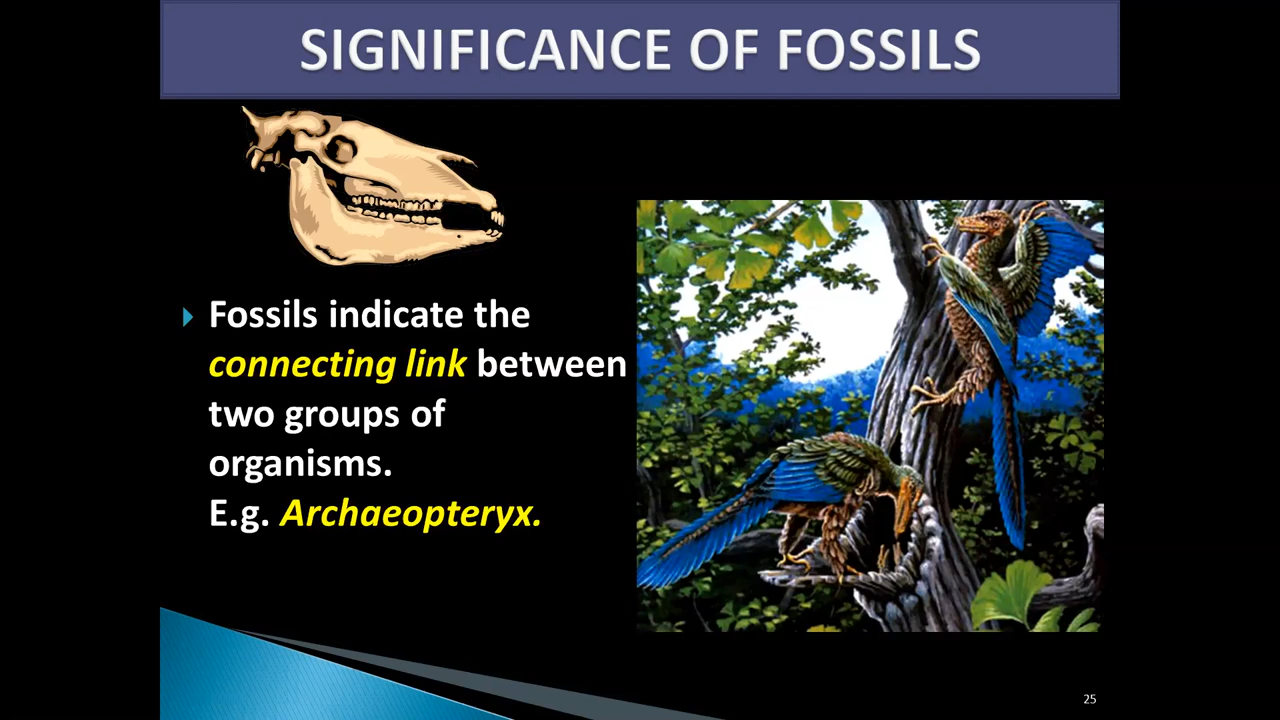 SIGNIFICANCE OF FOSSILS
Fossils indicate the
connecting link between
two groups of
organisms.
E.g. Archaeopteryx.
25